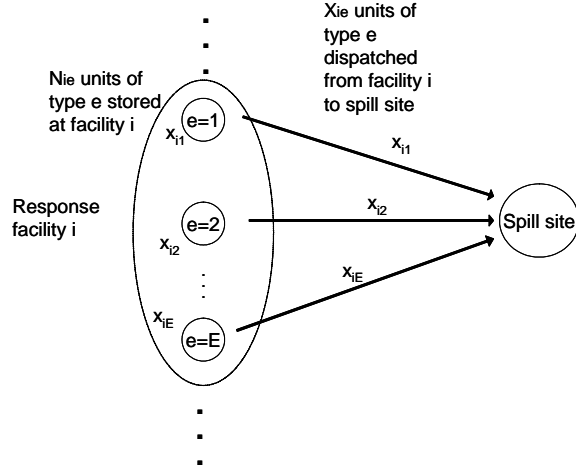 Xie units of
type e
dispatched
from facility i
to spill site
Nie units of
type e stored
at facility i
e=1
xi1
xi1
Response
facility i
e=2
xi2
xi2
Spill site
xiE
xiE
e=E